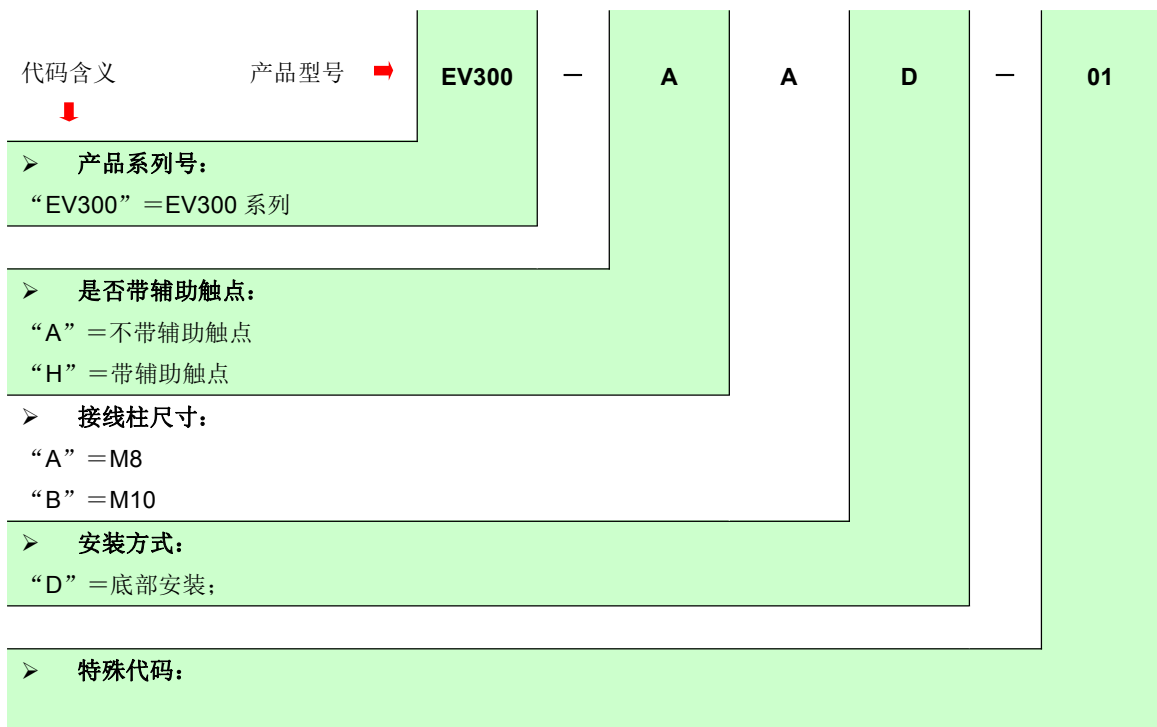 代码含义 产品型号 EV300 － A A D － 01
➢ 产品系列号：
“EV300”＝EV300 系列
➢ 是否带辅助触点：
“A”＝不带辅助触点
“H”＝带辅助触点
➢ 接线柱尺寸：
“A”＝M8
“B”＝M10
➢ 安装方式：
“D”＝底部安装；
➢ 特殊代码：